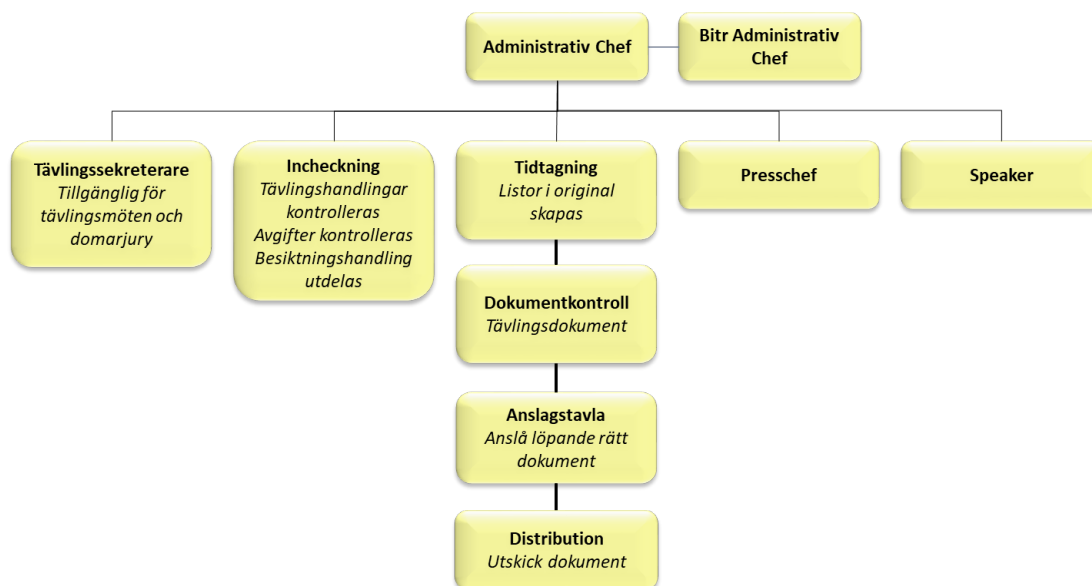 Administrativ Chef
Bitr Administrativ
Chef
Tävlingssekreterare
Tillgänglig för
tävlingsmöten och
domarjury
Incheckning
Tävlingshandlingar
kontrolleras
Avgifter kontrolleras
Besiktningshandling
utdelas
Tidtagning
Listor i original
skapas
Presschef
Speaker
Dokumentkontroll
Tävlingsdokument
Anslagstavla
Anslå löpande rätt
dokument
Distribution
Utskick dokument